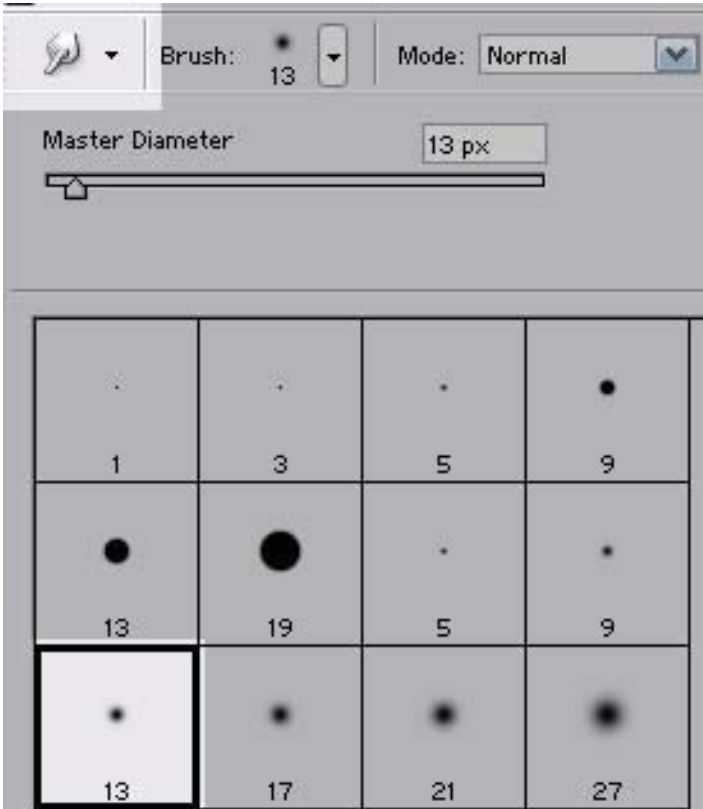 Brush: 13 Mode: Normal
Master Diameter 13 px
1 3 5 9
13 19 5 9
13 17 21 27